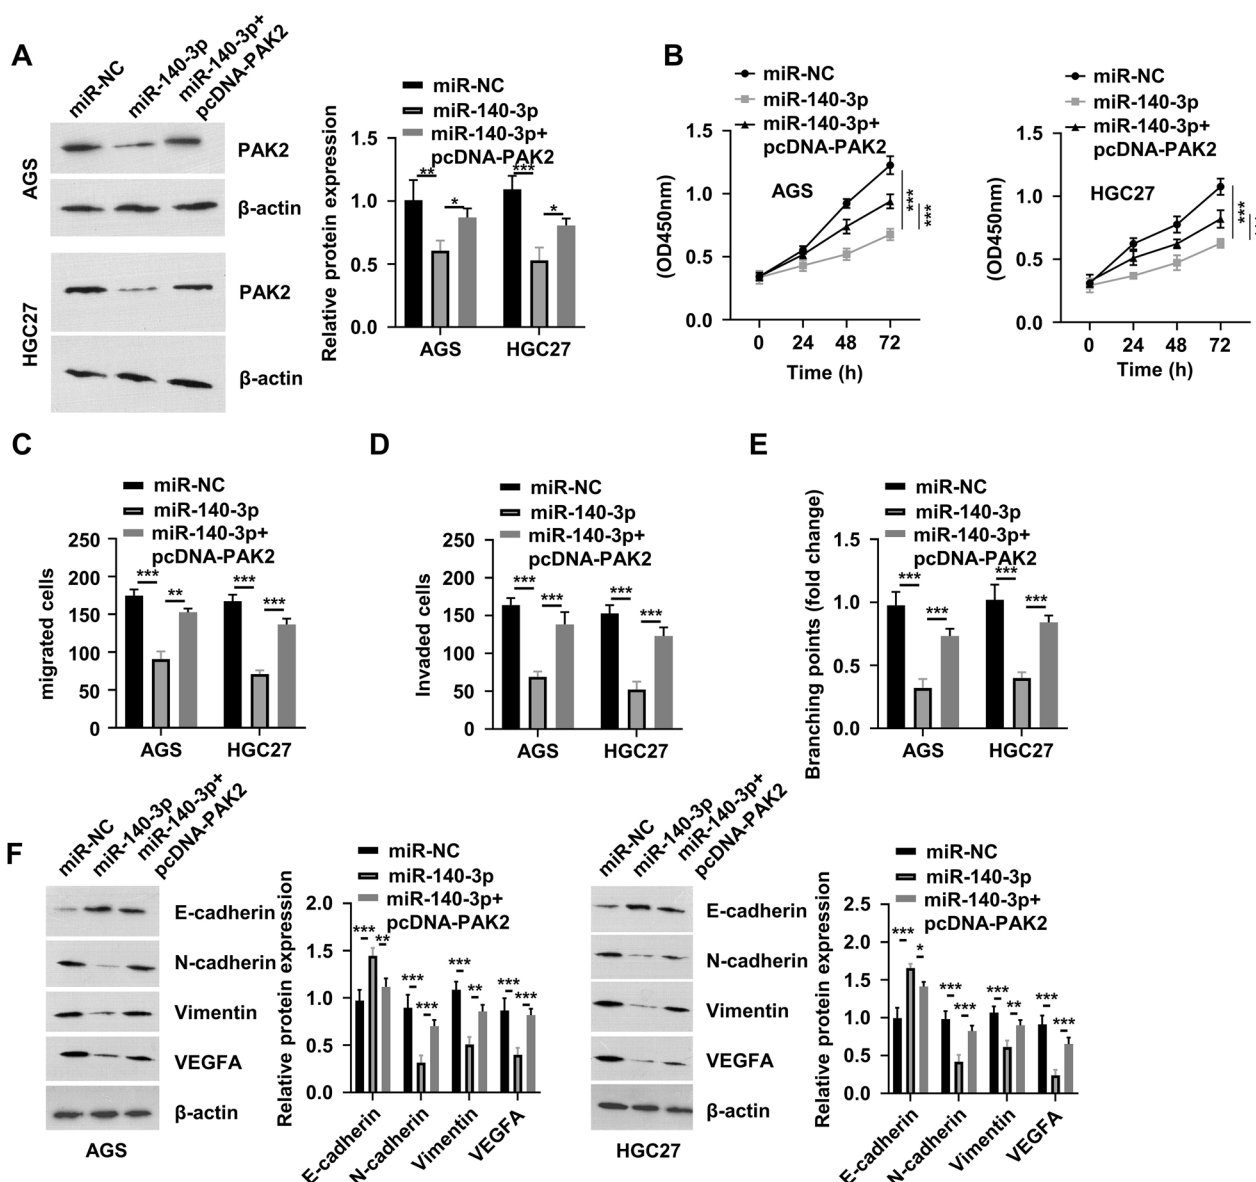 A
miR-NC
miR-140-3p
miR-140-3p+
pcDNA-PAK2
AGS
PAK2
β-actin
HGC27
PAK2
β-actin
miR-NC
miR-140-3p
miR-140-3p+
pcDNA-PAK2
Relative protein expression
1.5
1.0
0.5
0.0
**
*
***
*
AGS
HGC27
B
miR-NC
miR-140-3p
miR-140-3p+
pcDNA-PAK2
AGS
(OD450nm)
1.5
1.0
0.5
0.0
***
***
0
24
48
72
Time (h)
miR-NC
miR-140-3p
miR-140-3p+
pcDNA-PAK2
HGC27
(OD450nm)
1.5
1.0
0.5
0.0
***
0
24
48
72
Time (h)
C
miR-NC
miR-140-3p
miR-140-3p+
pcDNA-PAK2
migrated cells
250
200
150
100
50
0
***
**
***
***
AGS
HGC27
D
miR-NC
miR-140-3p
miR-140-3p+
pcDNA-PAK2
Invaded cells
250
200
150
100
50
0
***
***
***
***
AGS
HGC27
E
miR-NC
miR-140-3p
miR-140-3p+
pcDNA-PAK2
Branching points (fold change)
1.5
1.0
0.5
0.0
***
***
***
***
AGS
HGC27
F
miR-NC
miR-140-3p
miR-140-3p+
pcDNA-PAK2
E-cadherin
N-cadherin
Vimentin
VEGFA
β-actin
AGS
miR-NC
miR-140-3p
miR-140-3p+
pcDNA-PAK2
Relative protein expression
2.0
1.5
1.0
0.5
0.0
***
**
***
***
***
**
***
***
E-cadherin
N-cadherin
Vimentin
VEGFA
miR-NC
miR-140-3p
miR-140-3p+
pcDNA-PAK2
E-cadherin
N-cadherin
Vimentin
VEGFA
β-actin
HGC27
miR-NC
miR-140-3p
miR-140-3p+
pcDNA-PAK2
Relative protein expression
2.5
2.0
1.5
1.0
0.5
0.0
***
*
***
***
***
**
***
***
E-cadherin
N-cadherin
Vimentin
VEGFA